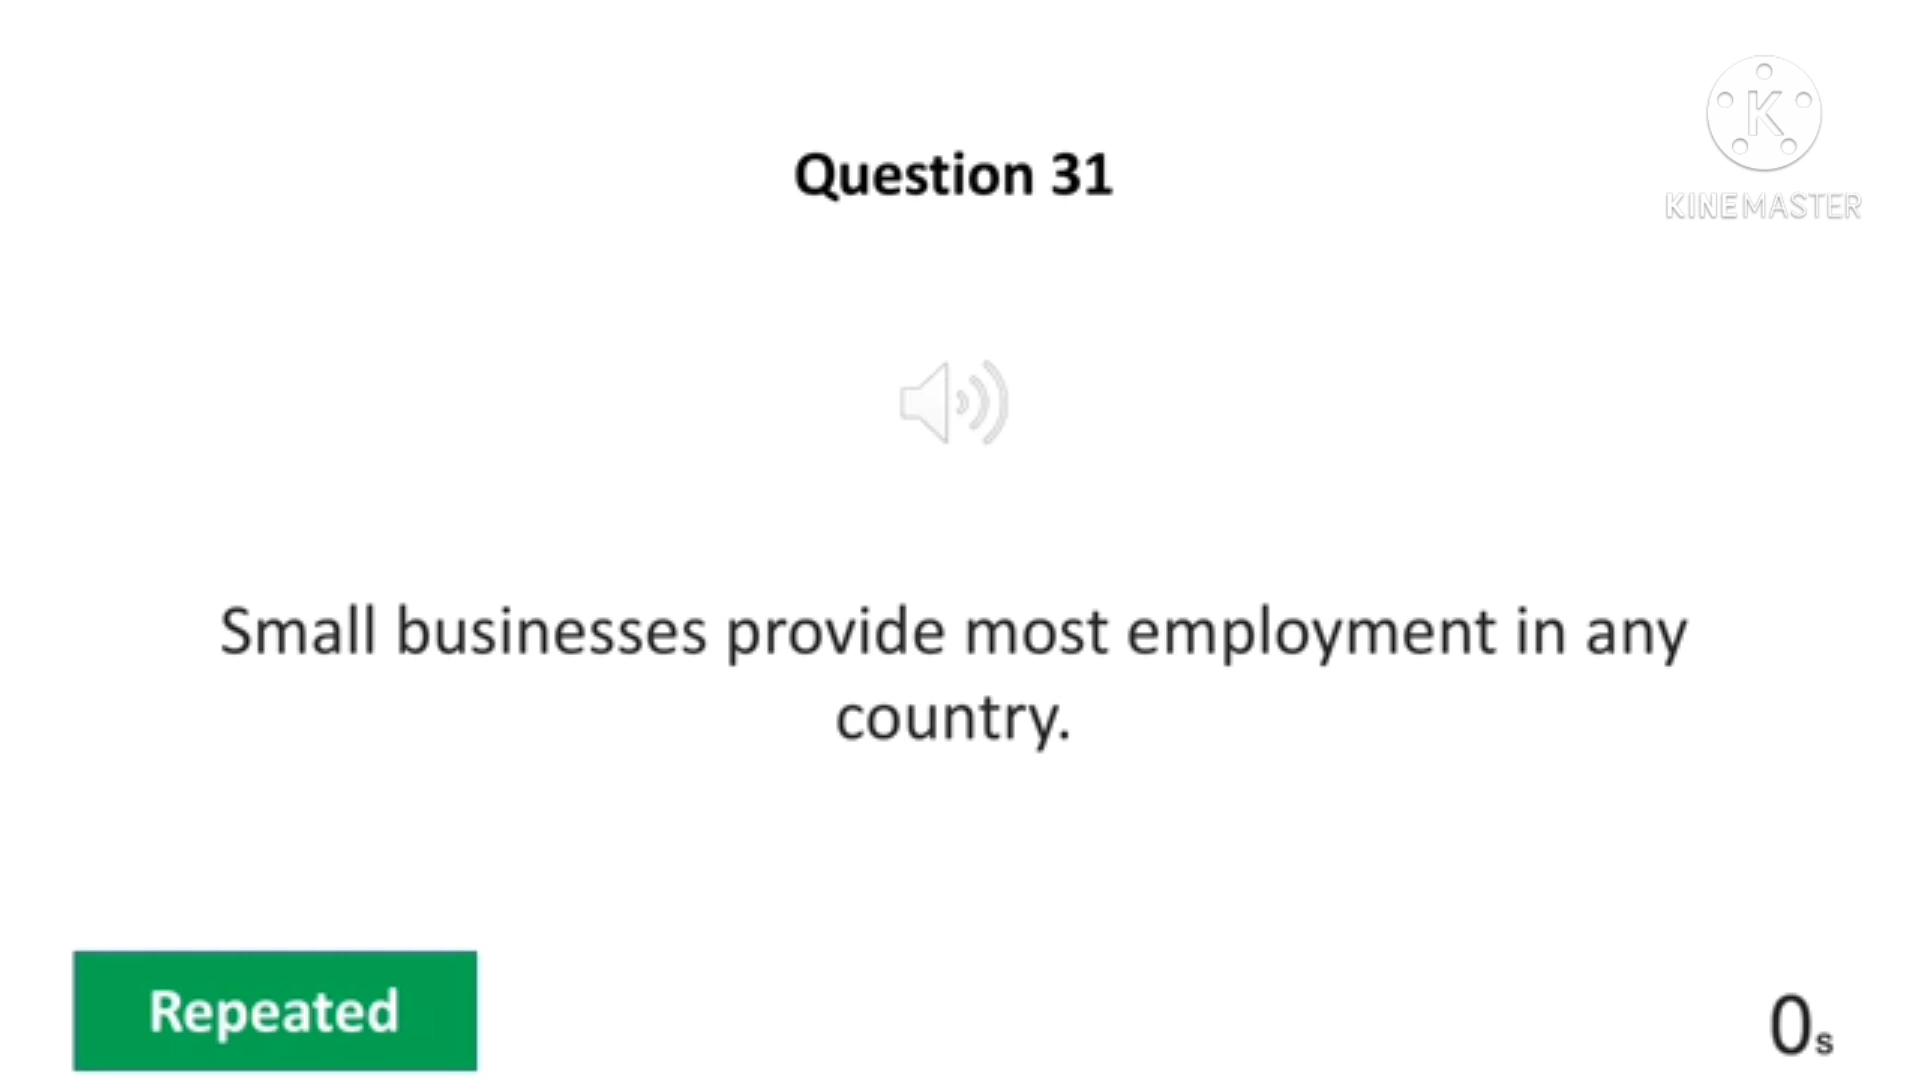 K
KINEMASTER
Question 31
Small businesses provide most employment in any
country.
Repeated
0s